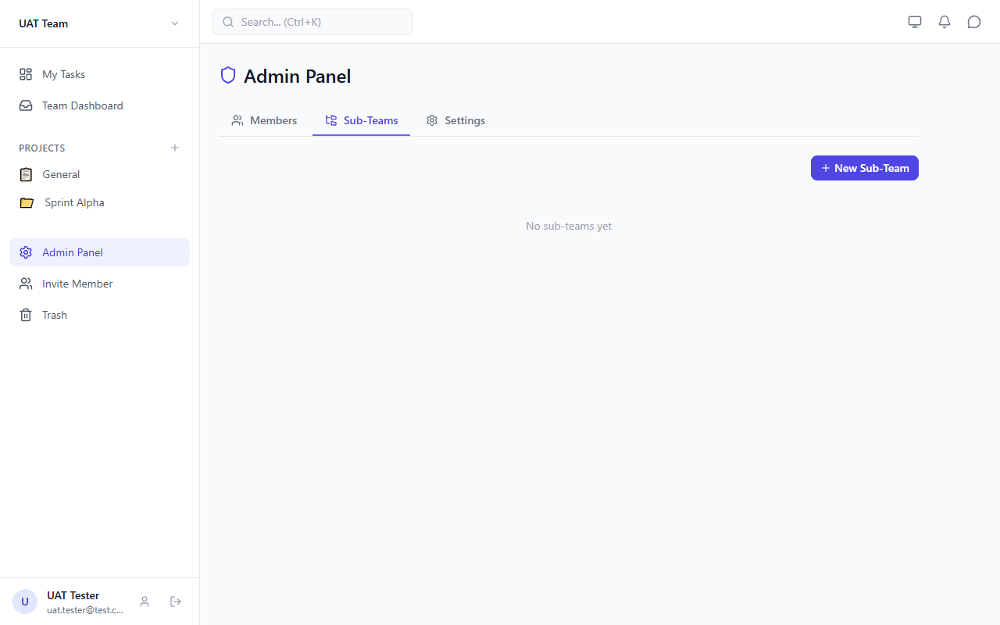 UAT Team
Search... (Ctrl+K)
My Tasks
Team Dashboard
PROJECTS
General
Sprint Alpha
Admin Panel
Invite Member
Trash
U
UAT Tester
uat.tester@test.c...
Admin Panel
Members
Sub-Teams
Settings
New Sub-Team
No sub-teams yet